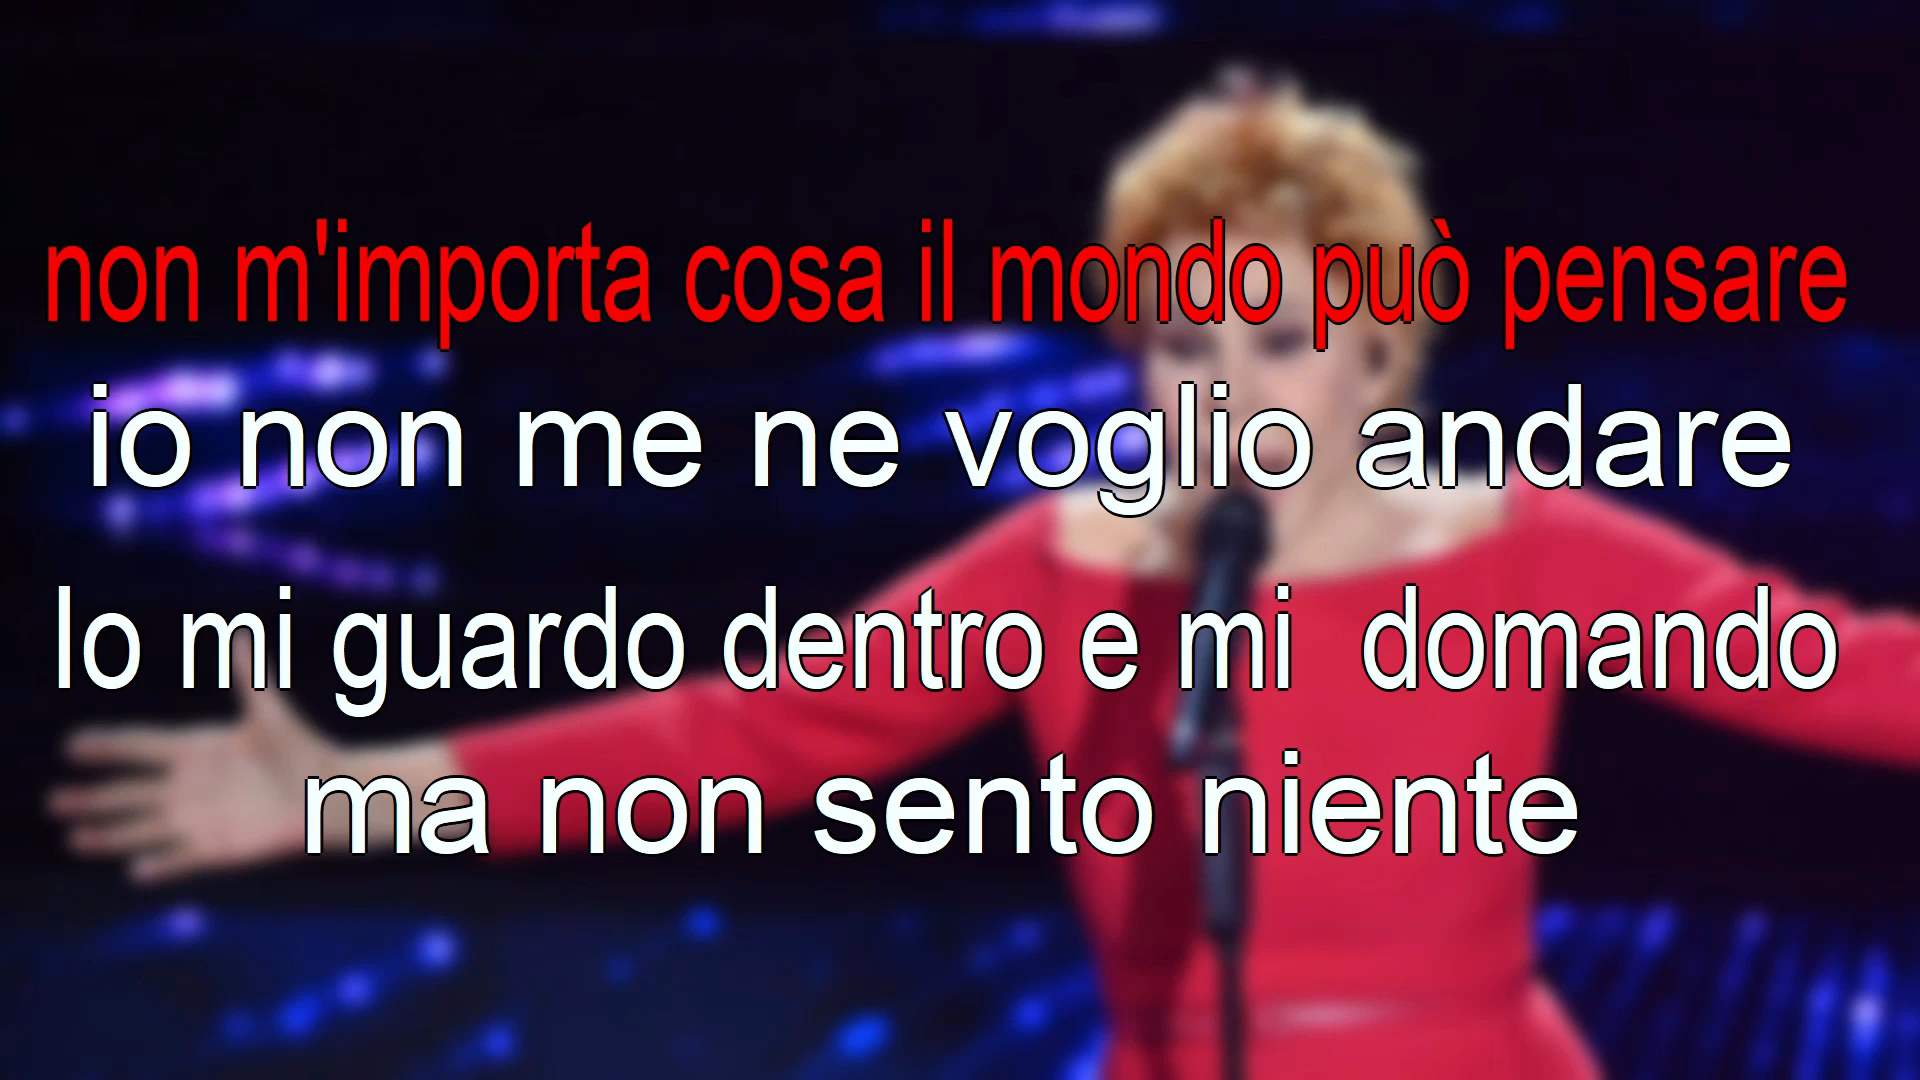 non m'importa cosa il mondo può pensare
io non me ne voglio andare
Io mi guardo dentro e mi  domando
ma non sento niente